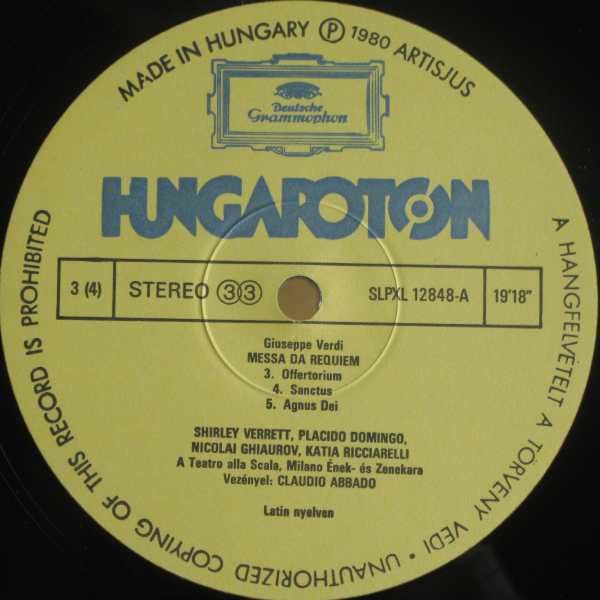 MADE IN HUNGARY Ⓟ 1980 ARTISJUS
Deutsche
Grammophon
HUNGAROTON
3 (4)
STEREO 33
SLPXL 12848-A
19'18"
Giuseppe Verdi
MESSA DA REQUIEM
3. Offertorium
4. Sanctus
5. Agnus Dei
SHIRLEY VERRETT, PLACIDO DOMINGO,
NICOLAI GHIAUROV, KATIA RICCIARELLI
A Teatro alla Scala, Milano Ének- és Zenekara
Vezényel: CLAUDIO ABBADO
Latin nyelven
A HANGFELVÉTELT A TÖRVÉNY VÉDI • UNAUTHORIZED COPYING OF THIS RECORD IS PROHIBITED